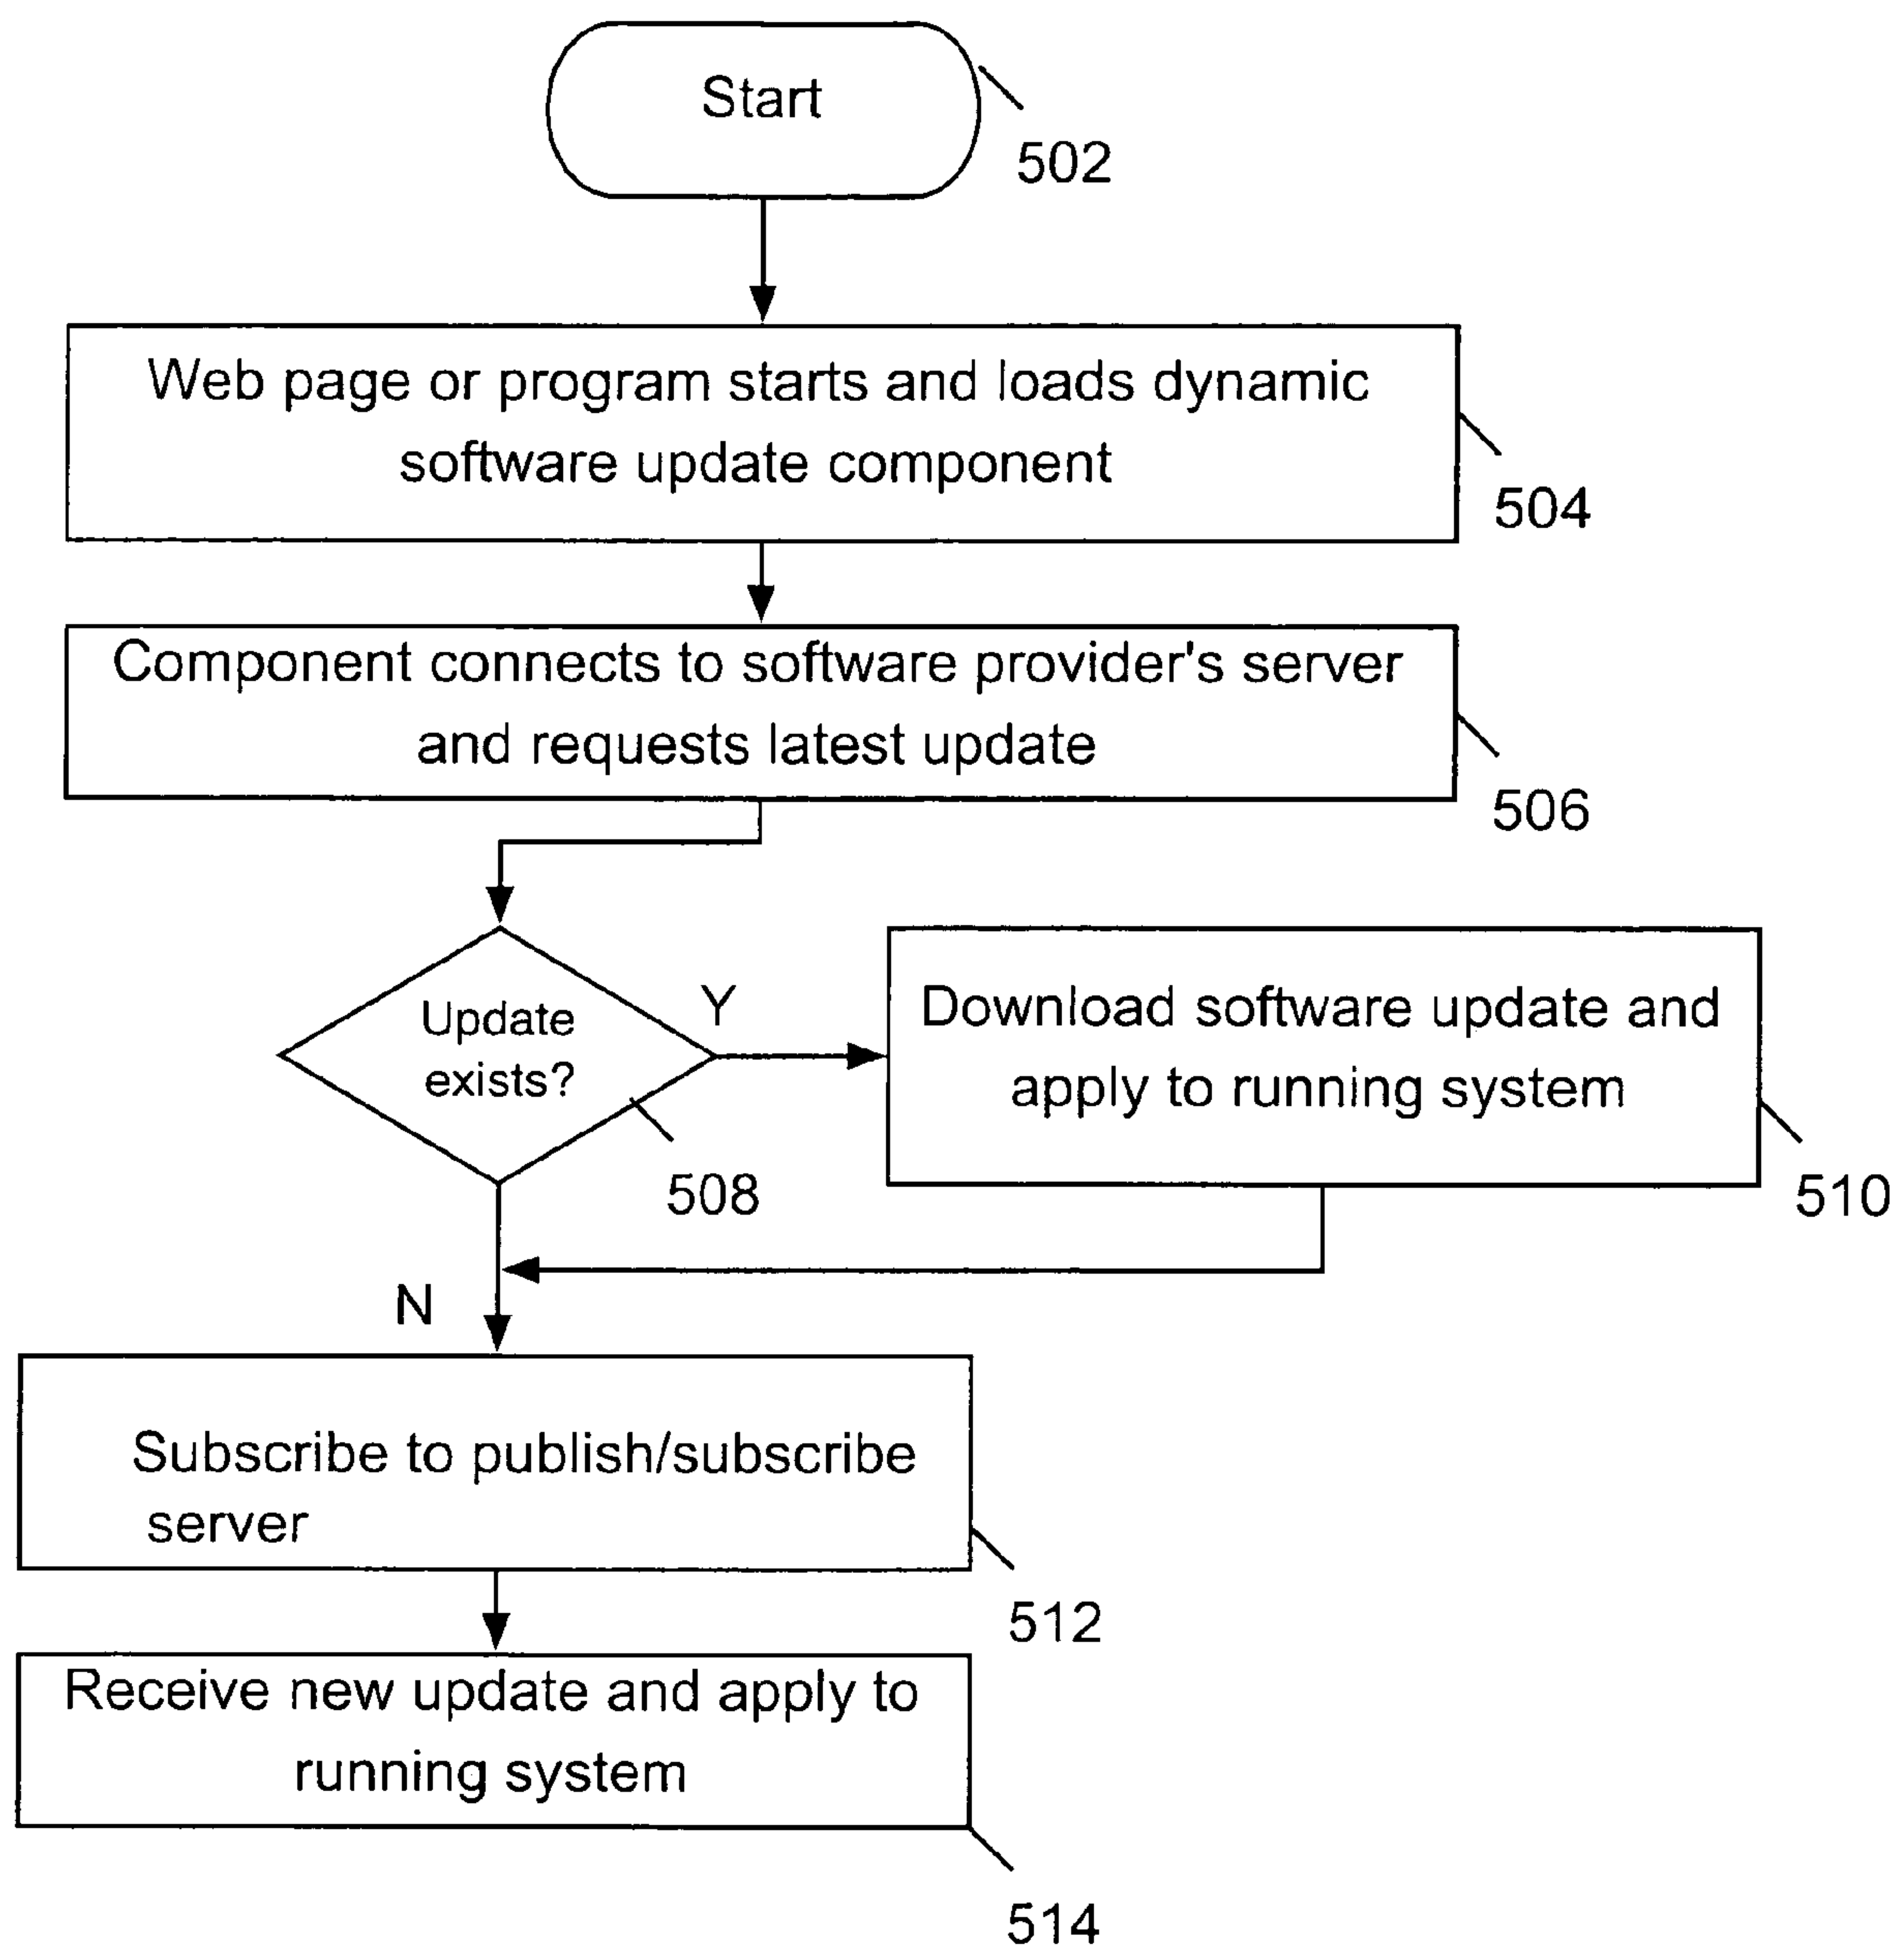 Start
502
Web page or program starts and loads dynamic
software update component
504
Component connects to software provider's server
and requests latest update
506
Update
exists?
508
Y
Download software update and
apply to running system
510
N
Subscribe to publish/subscribe
server
512
Receive new update and apply to
running system
514